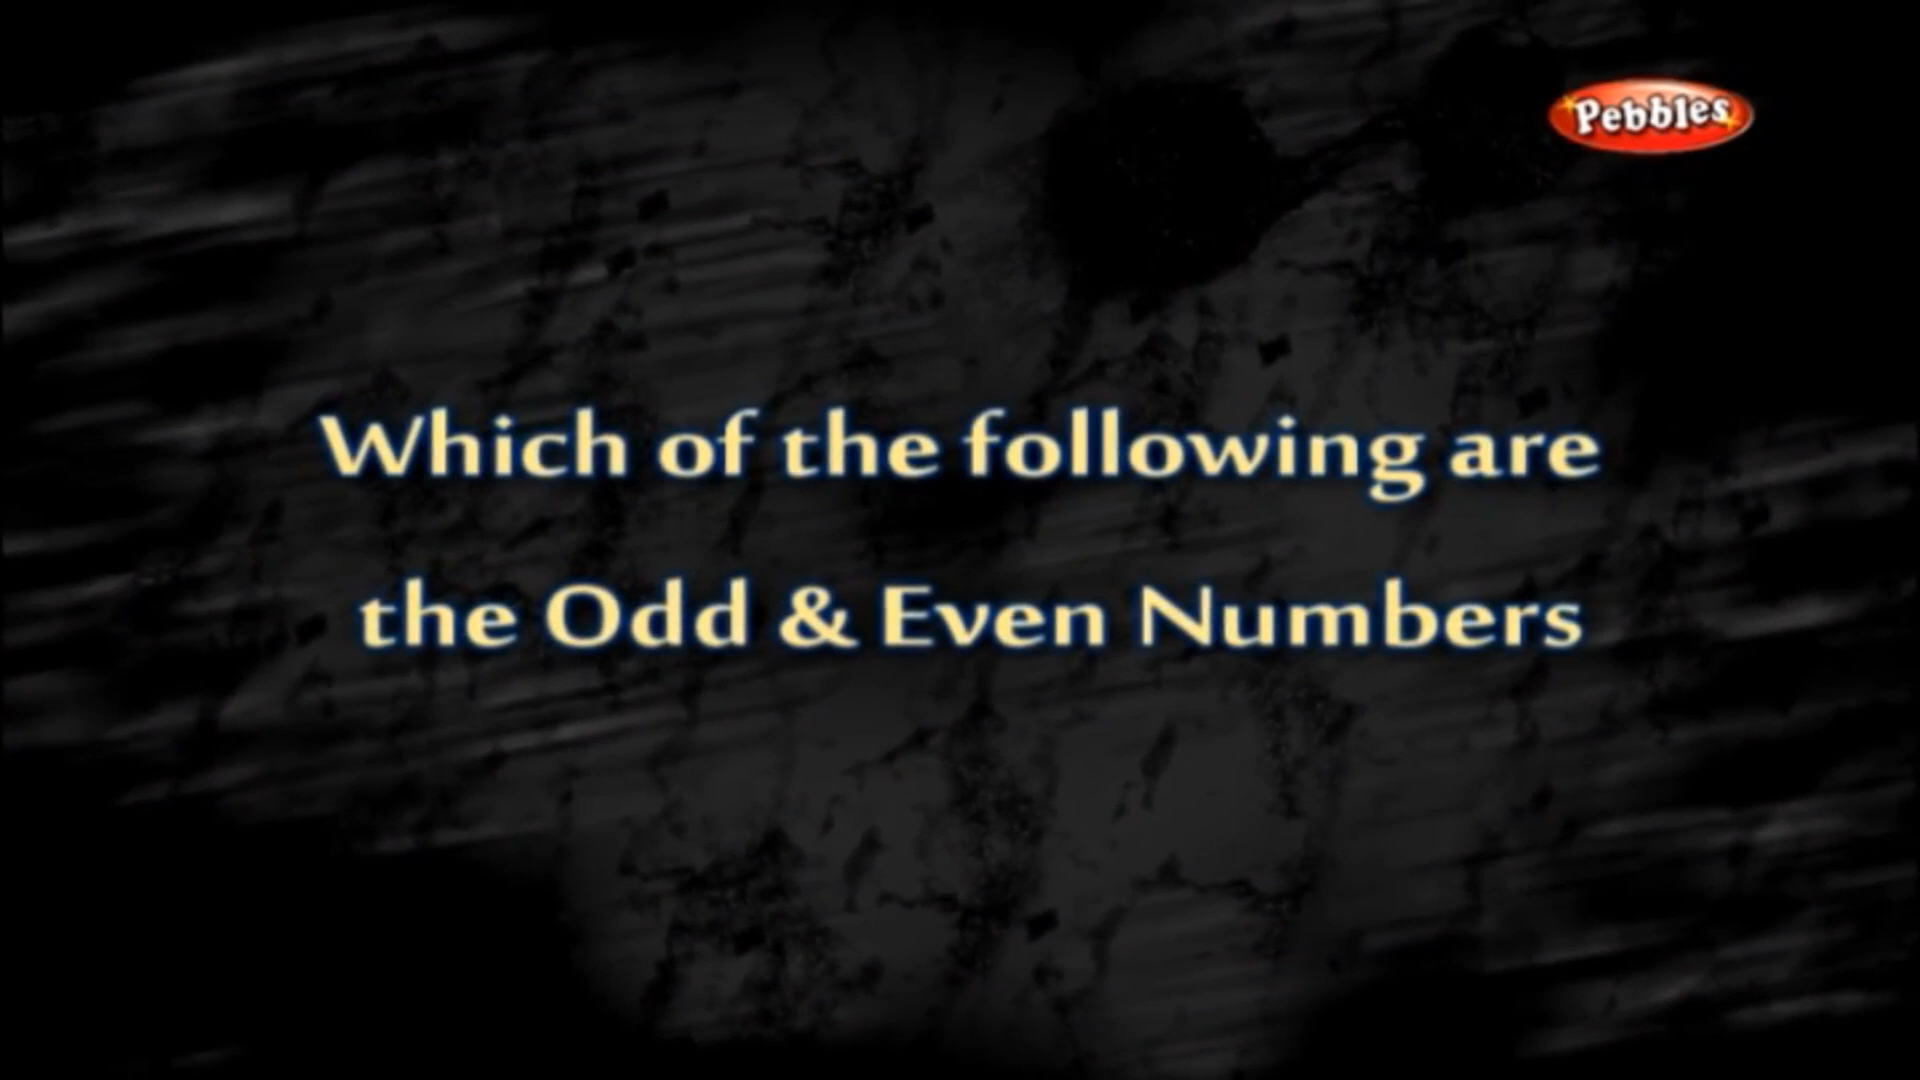 Pebbles
Which of the following are
the Odd & Even Numbers